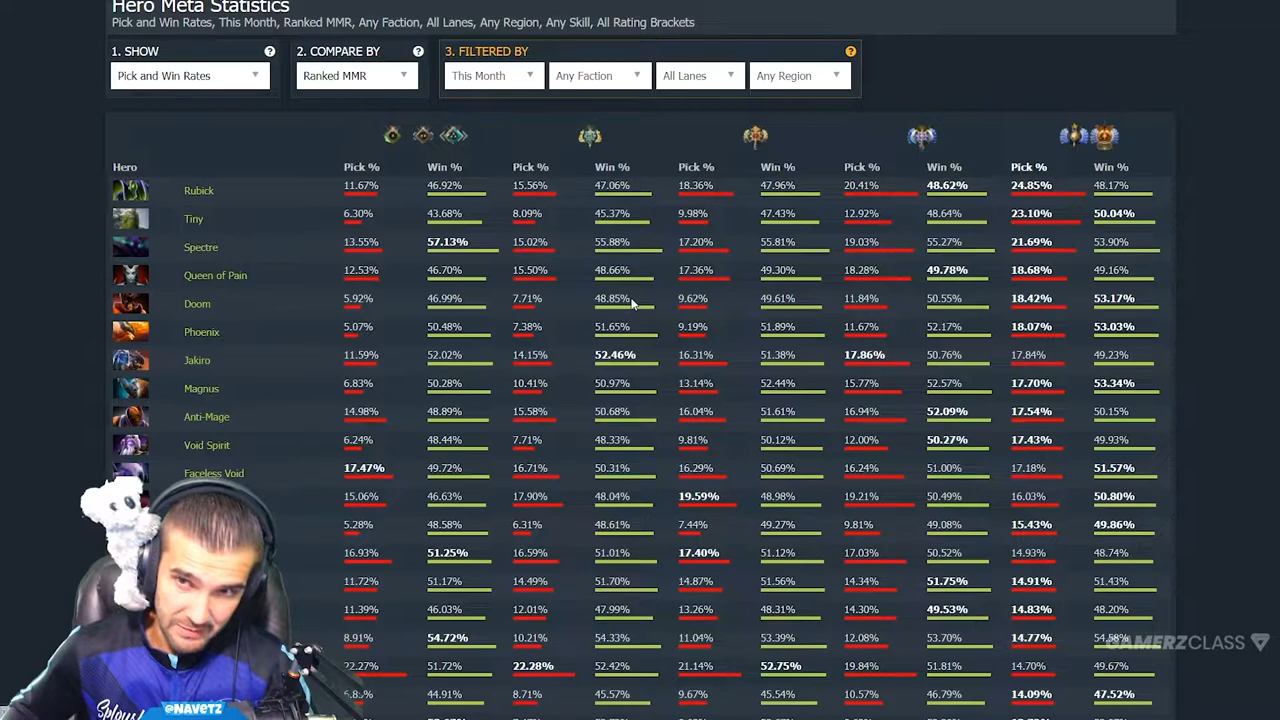 Hero Meta Statistics
Pick and Win Rates, This Month, Ranked MMR, Any Faction, All Lanes, Any Region, Any Skill, All Rating Brackets
1. SHOW ? 2. COMPARE BY ? 3. FILTERED BY ?
Pick and Win Rates Ranked MMR This Month Any Faction All Lanes Any Region
Hero Pick % Win % Pick % Win % Pick % Win % Pick % Win % Pick % Win %
Rubick 11.67% 46.92% 15.56% 47.06% 18.36% 47.96% 20.41% 48.62% 24.85% 48.17%
Tiny 6.30% 43.68% 8.09% 45.37% 9.98% 47.43% 12.92% 48.64% 23.10% 50.04%
Spectre 13.55% 57.13% 15.02% 55.88% 17.20% 55.81% 19.03% 55.27% 21.69% 53.90%
Queen of Pain 12.53% 46.70% 15.50% 48.66% 17.36% 49.30% 18.28% 49.78% 18.68% 49.16%
Doom 5.92% 46.99% 7.71% 48.85% 9.62% 49.61% 11.84% 50.55% 18.42% 53.17%
Phoenix 5.07% 50.48% 7.38% 51.65% 9.19% 51.89% 11.67% 52.17% 18.07% 53.03%
Jakiro 11.59% 52.02% 14.15% 52.46% 16.31% 51.38% 17.86% 50.76% 17.84% 49.23%
Magnus 6.83% 50.28% 10.41% 50.97% 13.14% 52.44% 15.77% 52.57% 17.70% 53.34%
Anti-Mage 14.98% 48.89% 15.58% 50.68% 16.04% 51.61% 16.94% 52.09% 17.54% 50.15%
Void Spirit 6.24% 48.44% 7.71% 48.33% 9.81% 50.12% 12.00% 50.27% 17.43% 49.93%
Faceless Void 17.47% 49.72% 16.71% 50.31% 16.29% 50.69% 16.24% 51.00% 17.18% 51.57%
15.06% 46.63% 17.90% 48.04% 19.59% 48.98% 19.21% 50.49% 16.03% 50.80%
5.28% 48.58% 6.31% 48.61% 7.44% 49.27% 9.81% 49.08% 15.43% 49.86%
16.93% 51.25% 16.59% 51.01% 17.40% 51.12% 17.03% 50.52% 14.93% 48.74%
11.72% 51.17% 14.49% 51.70% 14.87% 51.56% 14.34% 51.75% 14.91% 51.43%
11.39% 46.03% 12.01% 47.99% 13.26% 48.31% 14.30% 49.53% 14.83% 48.20%
8.91% 54.72% 10.21% 54.33% 11.04% 53.39% 12.08% 53.70% 14.77% 54.58%
GAMERZCLASS
22.27% 51.72% 22.28% 52.42% 21.14% 52.75% 19.84% 51.81% 14.70% 49.67%
44.91% 8.71% 45.57% 9.67% 45.54% 10.57% 46.79% 14.09% 47.52%
@NAVETZ